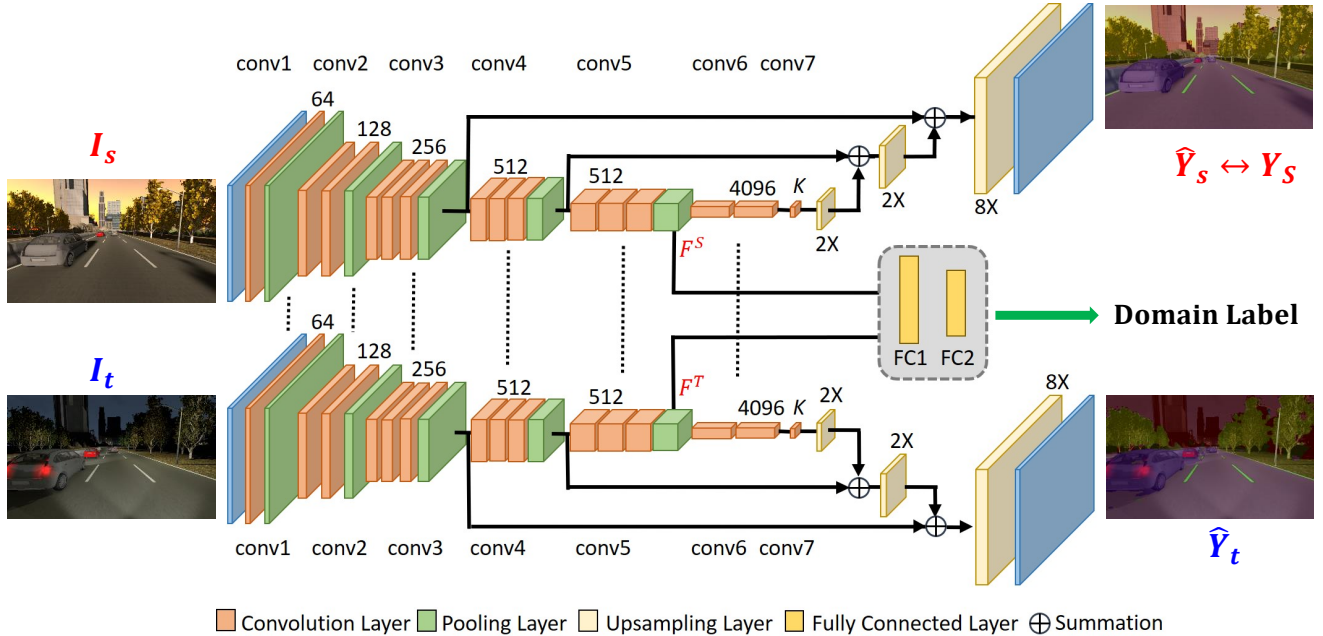 conv1 conv2 conv3 conv4 conv5 conv6 conv7
64
128
256
512
512
4096
K
2X
2X
8X
I_s
Ŷ_s ↔ Y_S
F^S
FC1 FC2
Domain Label
64
128
256
512
512
4096
K
2X
2X
8X
I_t
F^T
Ŷ_t
conv1 conv2 conv3 conv4 conv5 conv6 conv7
Convolution Layer Pooling Layer Upsampling Layer Fully Connected Layer ⊕ Summation